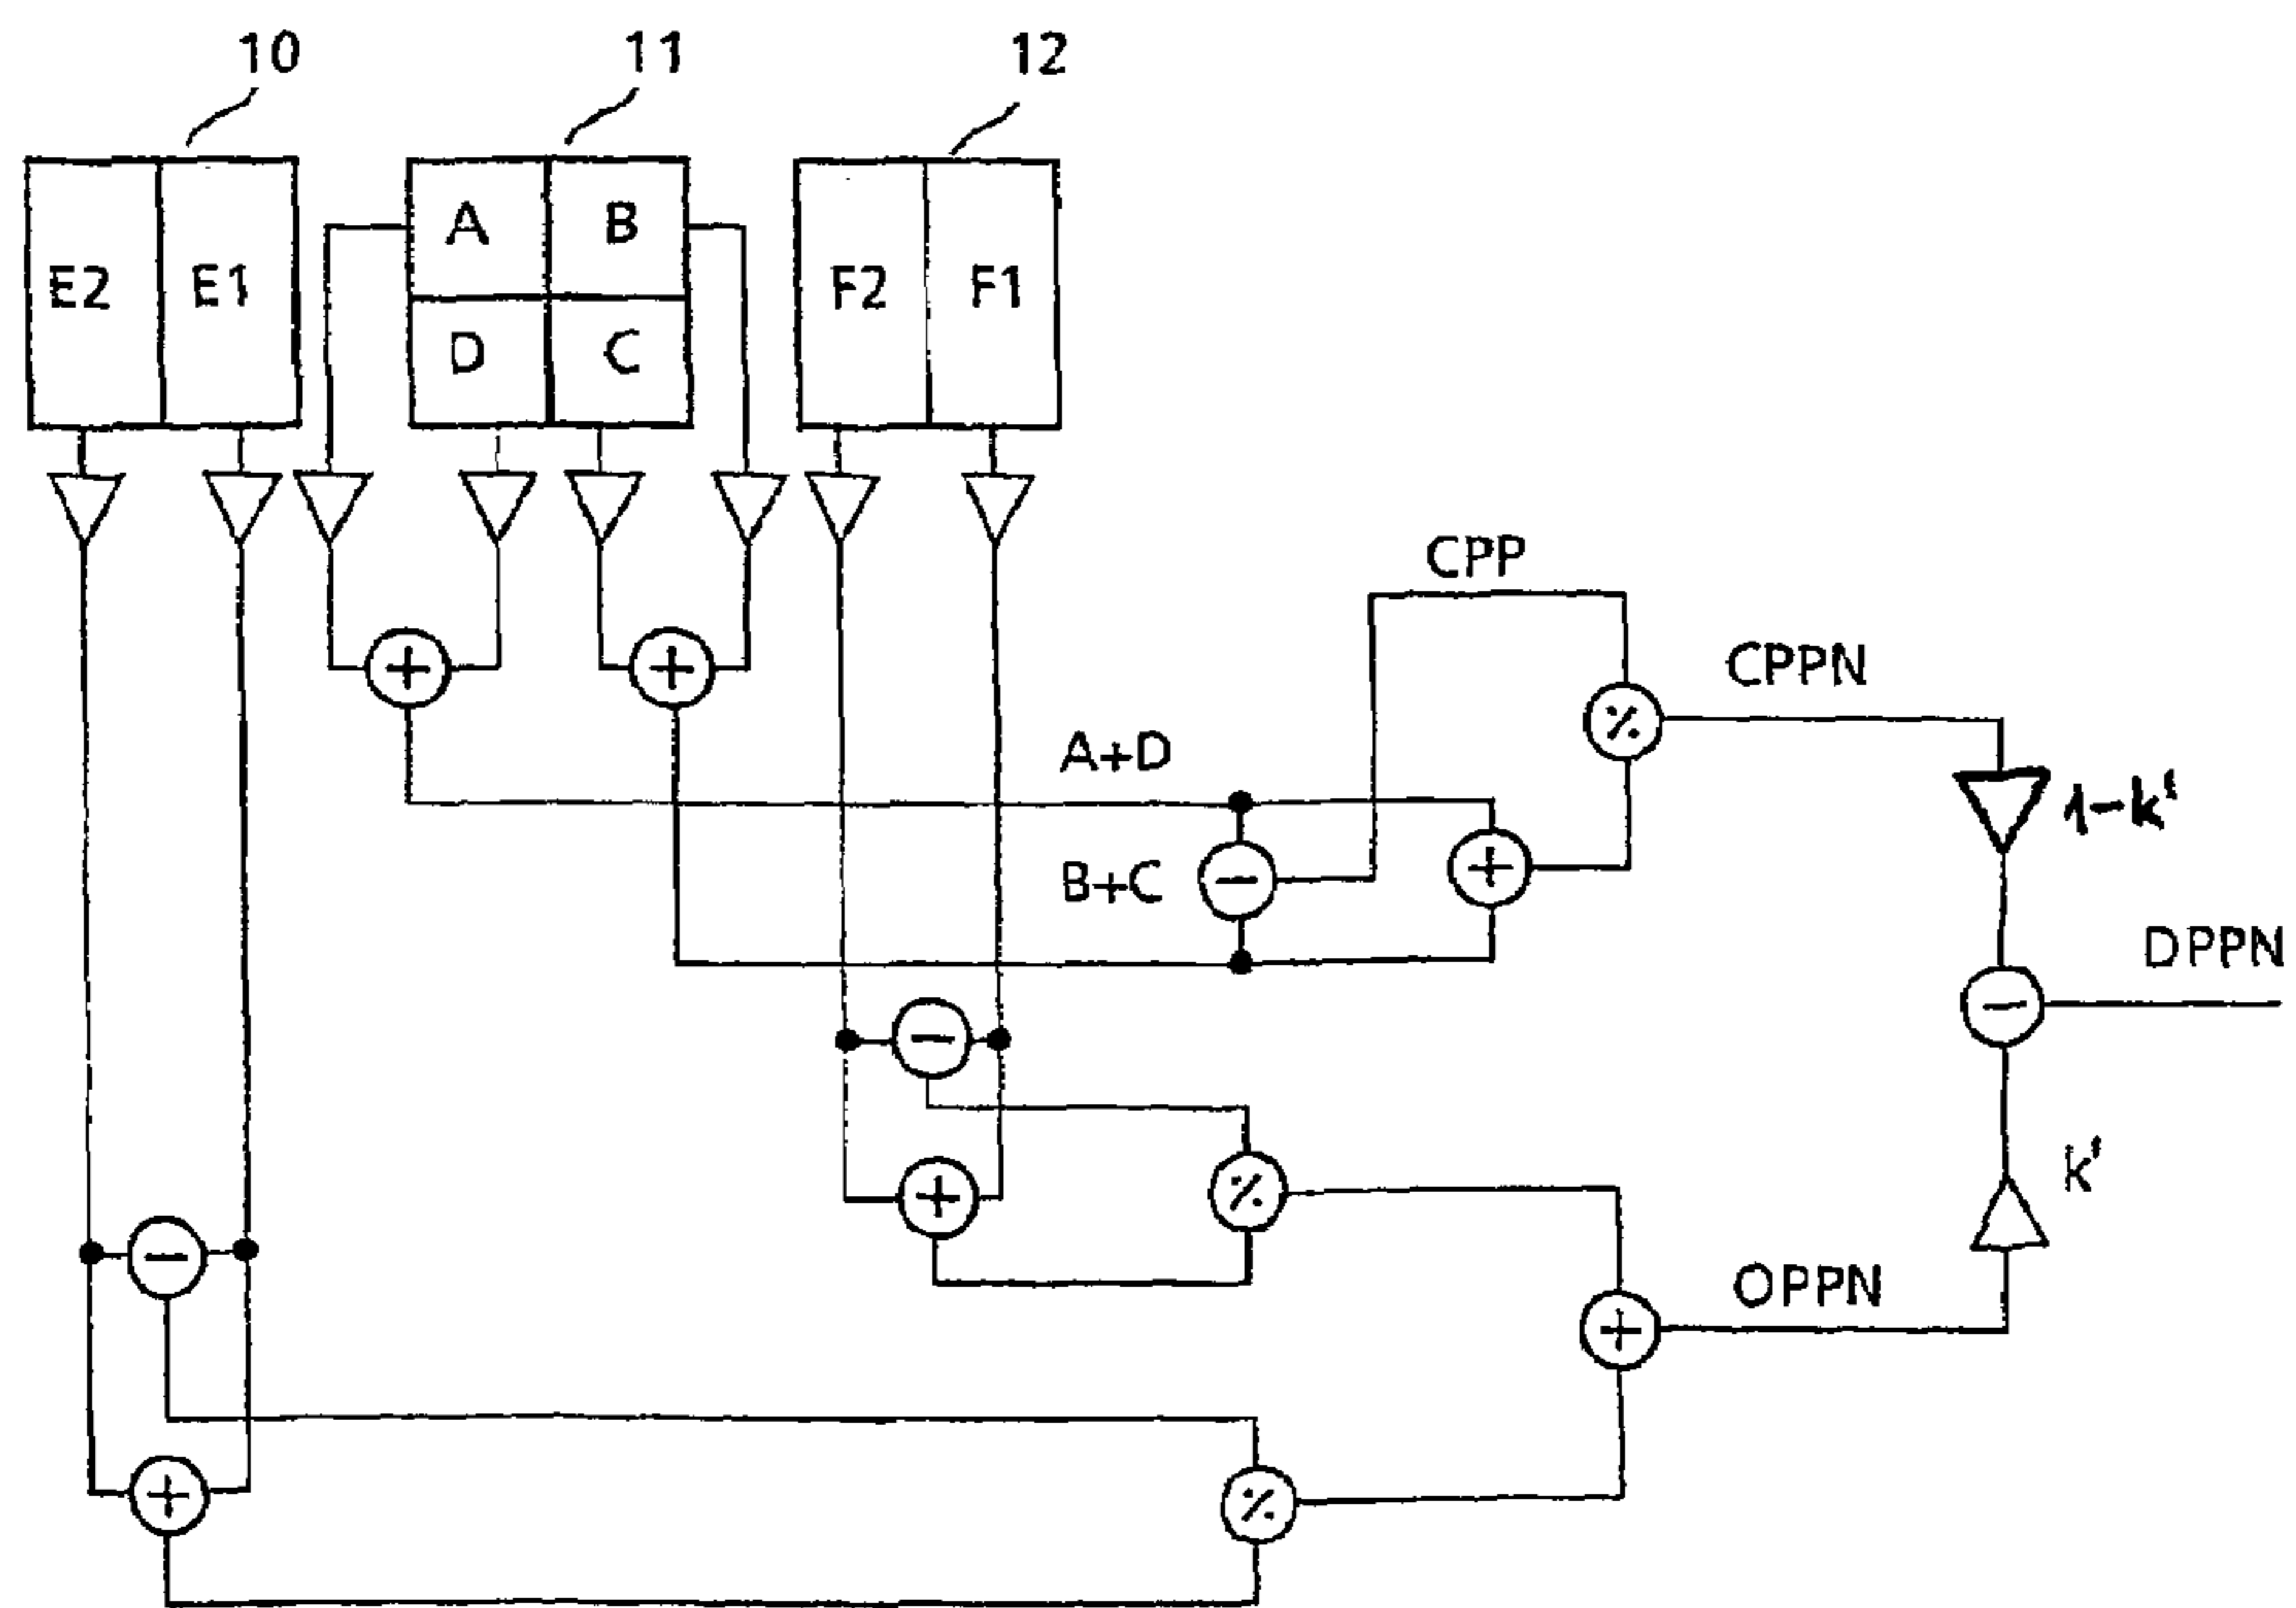 10 11 12
A B
E2 E1 F2 F1
D C
+ +
CPP
CPPN
%
A+D
1-k'
B+C
- +
DPPN
-
-
K'
+ %
-
OPPN
+
+ %